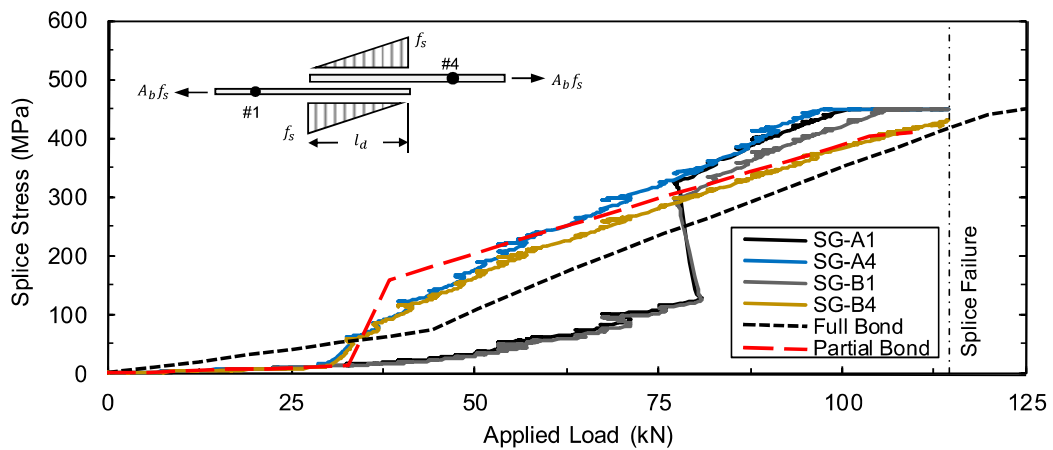 600
500
400
300
200
100
0
Splice Stress (MPa)
0
25
50
75
100
125
Applied Load (kN)
f_s
#4
A_b f_s
A_b f_s
#1
f_s
l_d
SG-A1
SG-A4
SG-B1
SG-B4
Full Bond
Partial Bond
Splice Failure